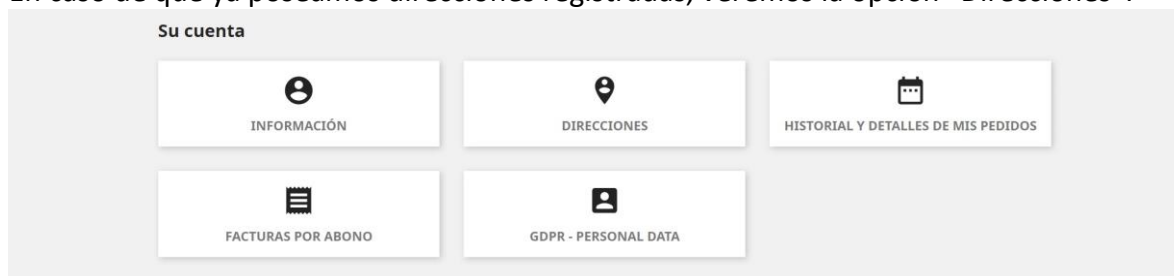 En caso de que ya poseamos direcciones registradas, veremos la opción "Direcciones".
Su cuenta
INFORMACIÓN
DIRECCIONES
HISTORIAL Y DETALLES DE MIS PEDIDOS
FACTURAS POR ABONO
GDPR - PERSONAL DATA